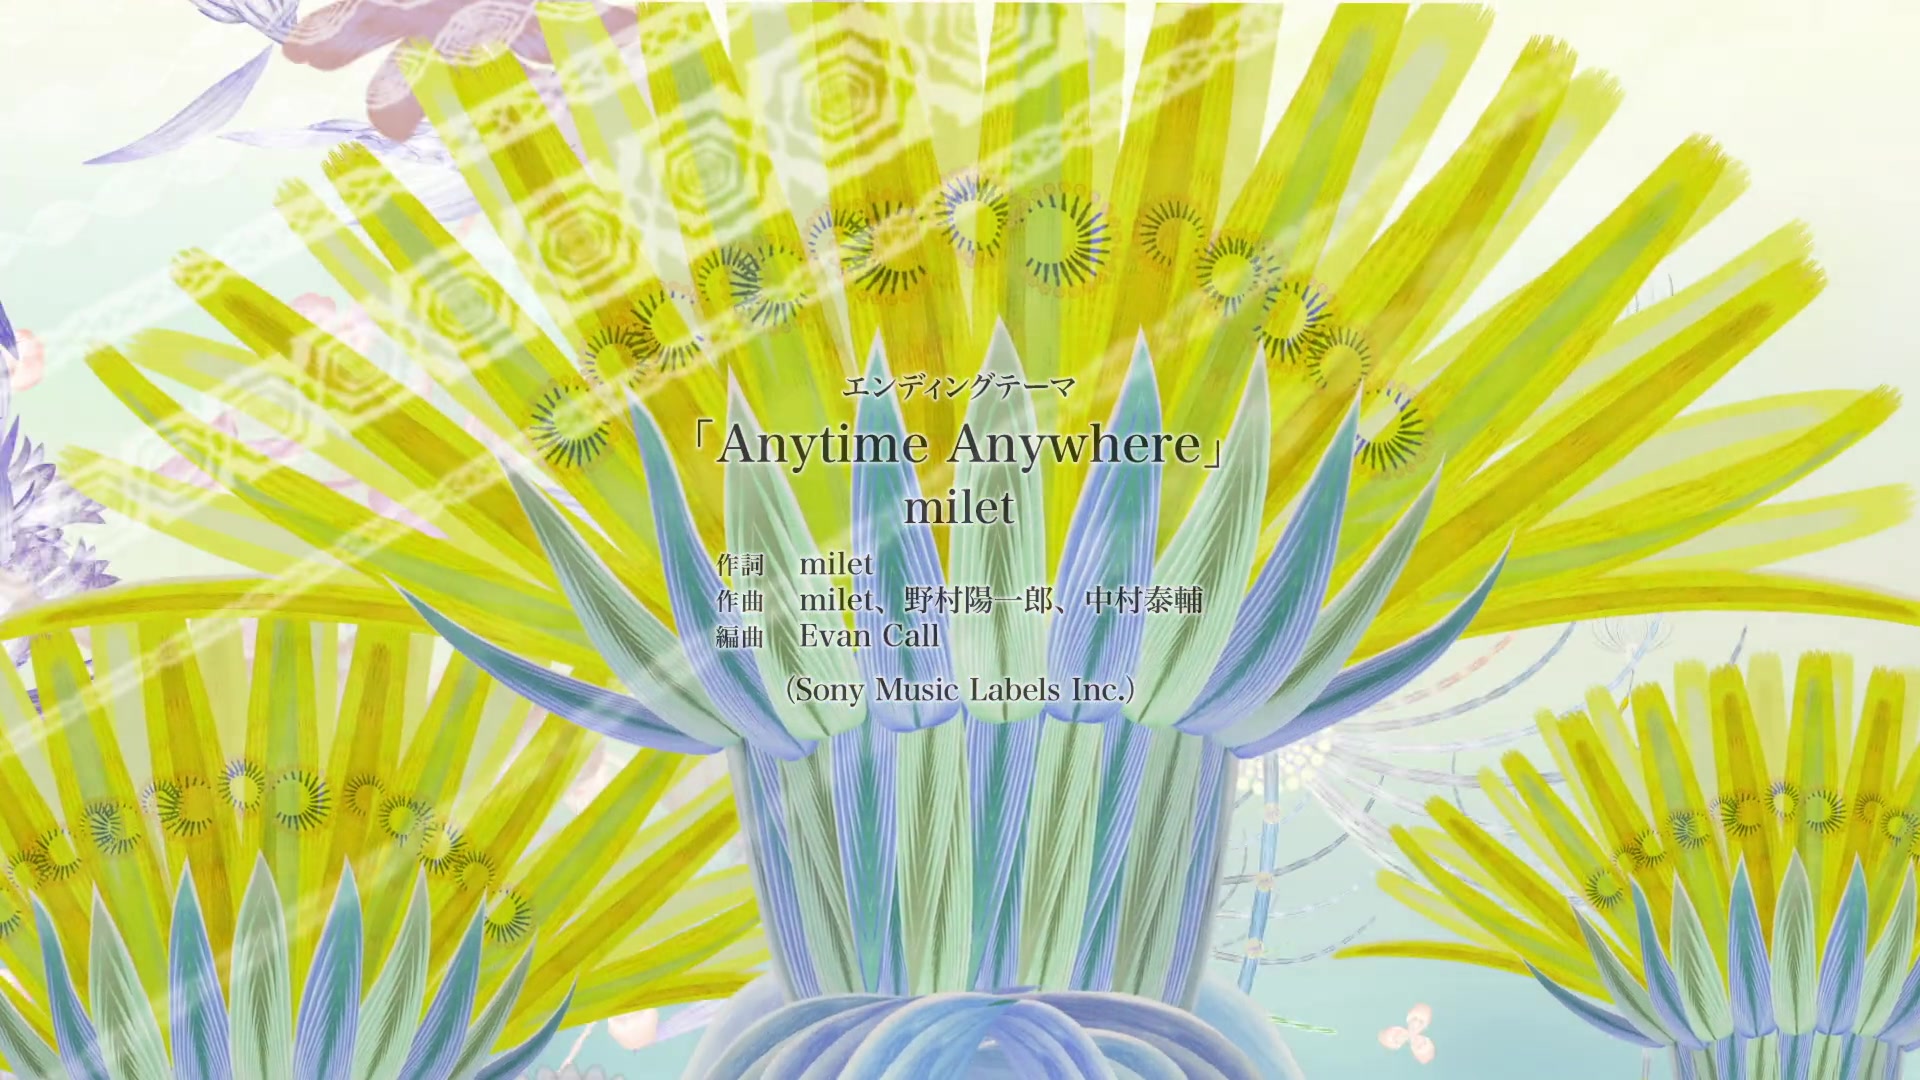 エンディングテーマ
「Anytime Anywhere」
milet
作詞 milet
作曲 milet、野村陽一郎、中村泰輔
編曲 Evan Call
(Sony Music Labels Inc.)